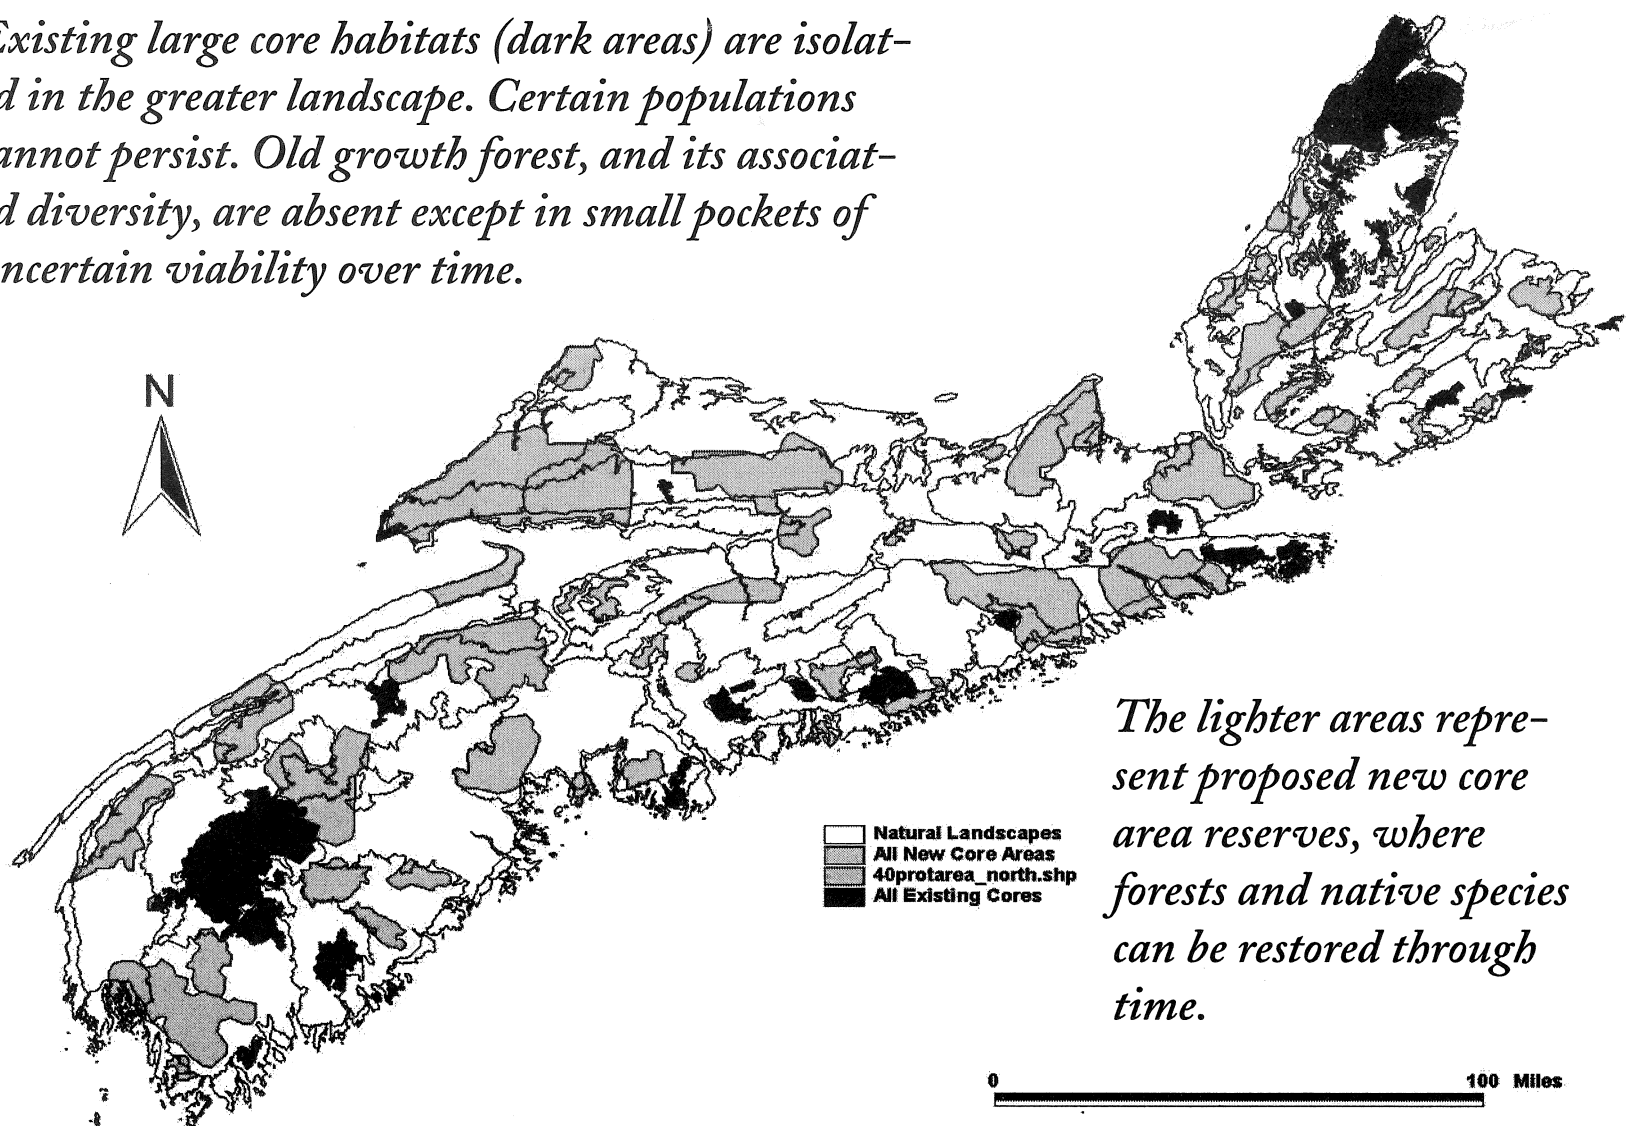 Existing large core habitats (dark areas) are isolat-
d in the greater landscape. Certain populations
annot persist. Old growth forest, and its associat-
d diversity, are absent except in small pockets of
ncertain viability over time.
N
Natural Landscapes
All New Core Areas
40protarea_north.shp
All Existing Cores
The lighter areas repre-
sent proposed new core
area reserves, where
forests and native species
can be restored through
time.
0 100 Miles